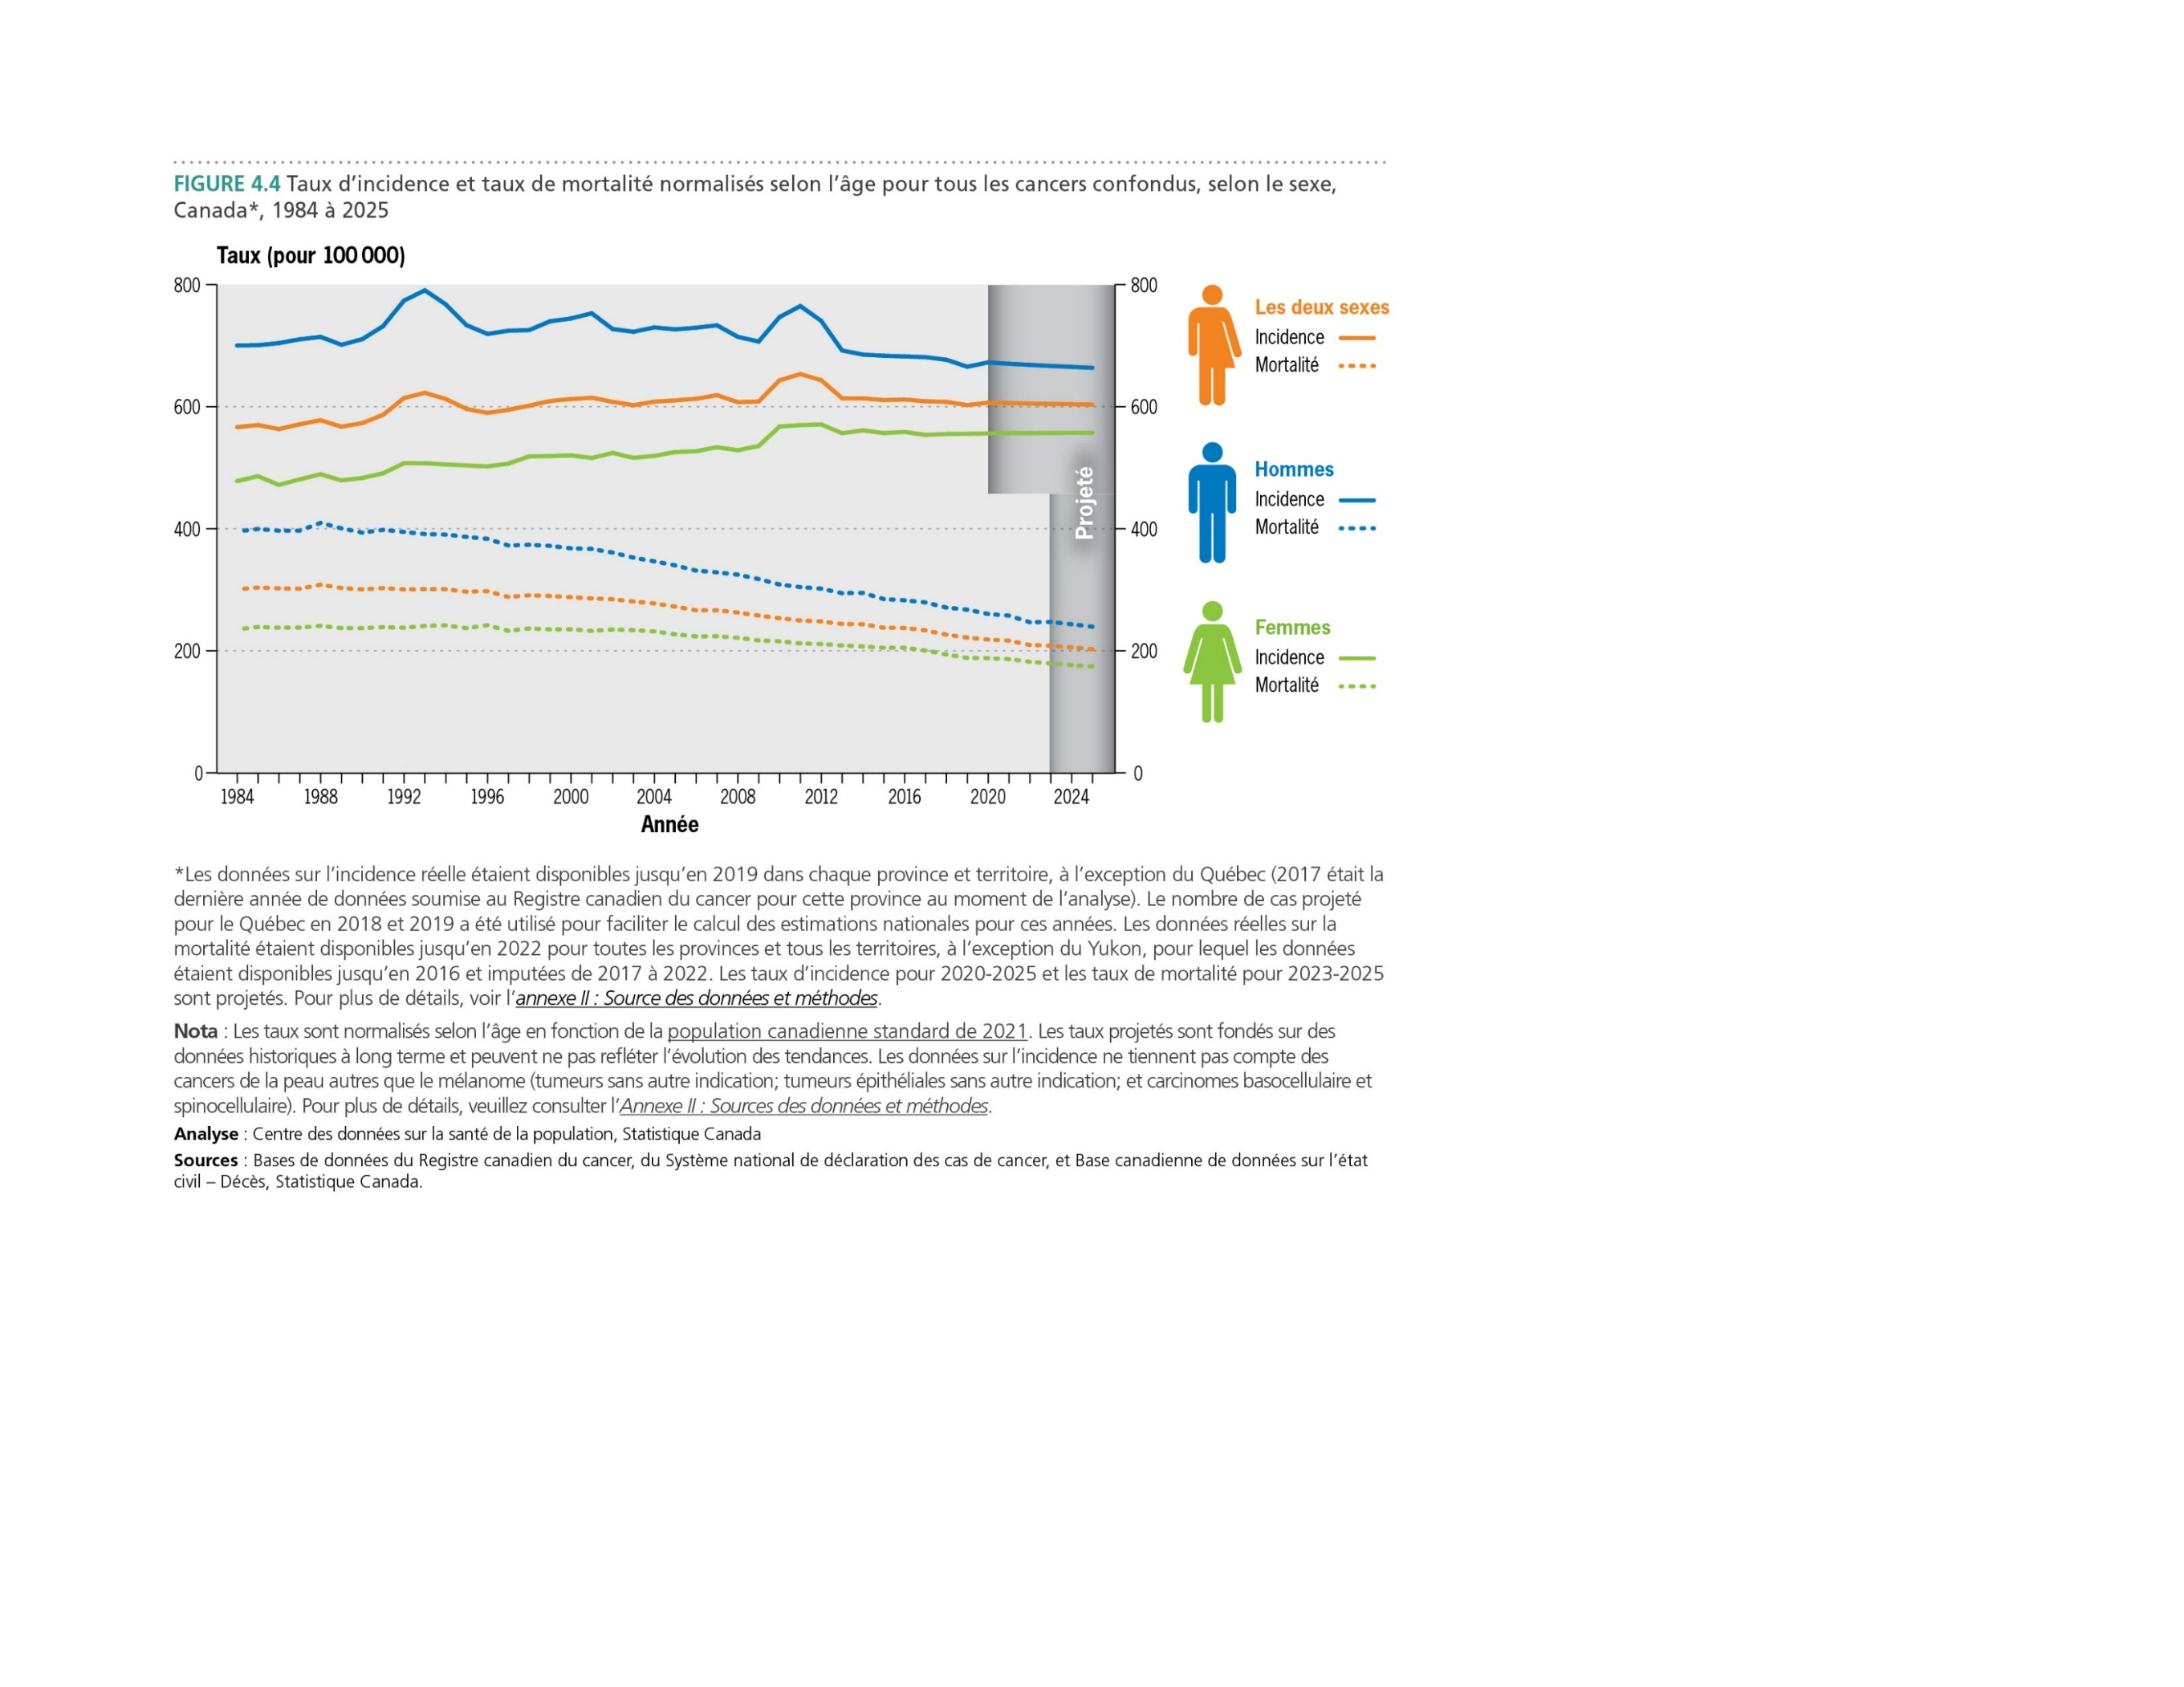 FIGURE 4.4 Taux d’incidence et taux de mortalité normalisés selon l’âge pour tous les cancers confondus, selon le sexe,
Canada*, 1984 à 2025
Taux (pour 100 000)
800
600
400
200
0
800
600
400
200
0
Projeté
1984 1988 1992 1996 2000 2004 2008 2012 2016 2020 2024
Année
Les deux sexes
Incidence
Mortalité
Hommes
Incidence
Mortalité
Femmes
Incidence
Mortalité
*Les données sur l’incidence réelle étaient disponibles jusqu’en 2019 dans chaque province et territoire, à l’exception du Québec (2017 était la
dernière année de données soumise au Registre canadien du cancer pour cette province au moment de l’analyse). Le nombre de cas projeté
pour le Québec en 2018 et 2019 a été utilisé pour faciliter le calcul des estimations nationales pour ces années. Les données réelles sur la
mortalité étaient disponibles jusqu’en 2022 pour toutes les provinces et tous les territoires, à l’exception du Yukon, pour lequel les données
étaient disponibles jusqu’en 2016 et imputées de 2017 à 2022. Les taux d’incidence pour 2020-2025 et les taux de mortalité pour 2023-2025
sont projetés. Pour plus de détails, voir l’annexe II : Source des données et méthodes.
Nota : Les taux sont normalisés selon l’âge en fonction de la population canadienne standard de 2021. Les taux projetés sont fondés sur des
données historiques à long terme et peuvent ne pas refléter l’évolution des tendances. Les données sur l’incidence ne tiennent pas compte des
cancers de la peau autres que le mélanome (tumeurs sans autre indication; tumeurs épithéliales sans autre indication; et carcinomes basocellulaire et
spinocellulaire). Pour plus de détails, veuillez consulter l’Annexe II : Sources des données et méthodes.
Analyse : Centre des données sur la santé de la population, Statistique Canada
Sources : Bases de données du Registre canadien du cancer, du Système national de déclaration des cas de cancer, et Base canadienne de données sur l’état
civil – Décès, Statistique Canada.